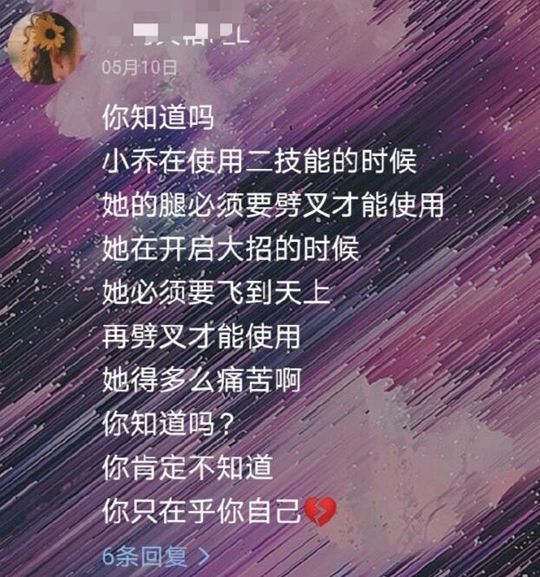 05月10日
你知道吗
小乔在使用二技能的时候
她的腿必须要劈叉才能使用
她在开启大招的时候
她必须要飞到天上
再劈叉才能使用
她得多么痛苦啊
你知道吗?
你肯定不知道
你只在乎你自己💔
6条回复 >